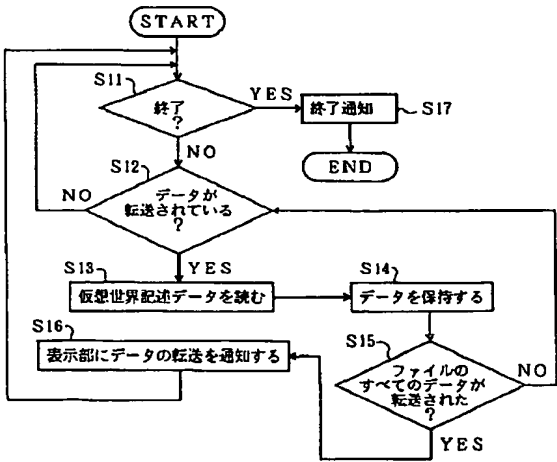 START
S11
終了
?
YES
終了通知
S17
NO
END
S12
データが
転送されている
?
NO
YES
S13
仮想世界記述データを読む
S14
データを保持する
S16
表示部にデータの転送を通知する
S15
ファイルの
すべてのデータが
転送された
?
NO
YES